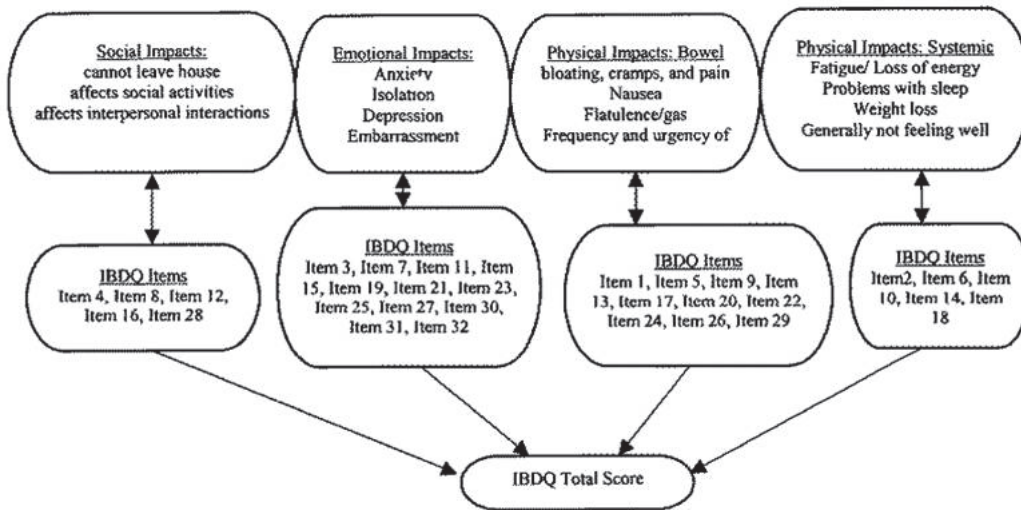 Social Impacts:
cannot leave house
affects social activities
affects interpersonal interactions
Emotional Impacts:
Anxiety
Isolation
Depression
Embarrassment
Physical Impacts: Bowel
bloating, cramps, and pain
Nausea
Flatulence/gas
Frequency and urgency of
Physical Impacts: Systemic
Fatigue/ Loss of energy
Problems with sleep
Weight loss
Generally not feeling well
IBDQ Items
Item 4, Item 8, Item 12,
Item 16, Item 28
IBDQ Items
Item 3, Item 7, Item 11, Item
15, Item 19, Item 21, Item 23,
Item 25, Item 27, Item 30,
Item 31, Item 32
IBDQ Items
Item 1, Item 5, Item 9, Item
13, Item 17, Item 20, Item 22,
Item 24, Item 26, Item 29
IBDQ Items
Item2, Item 6, Item
10, Item 14, Item
18
IBDQ Total Score